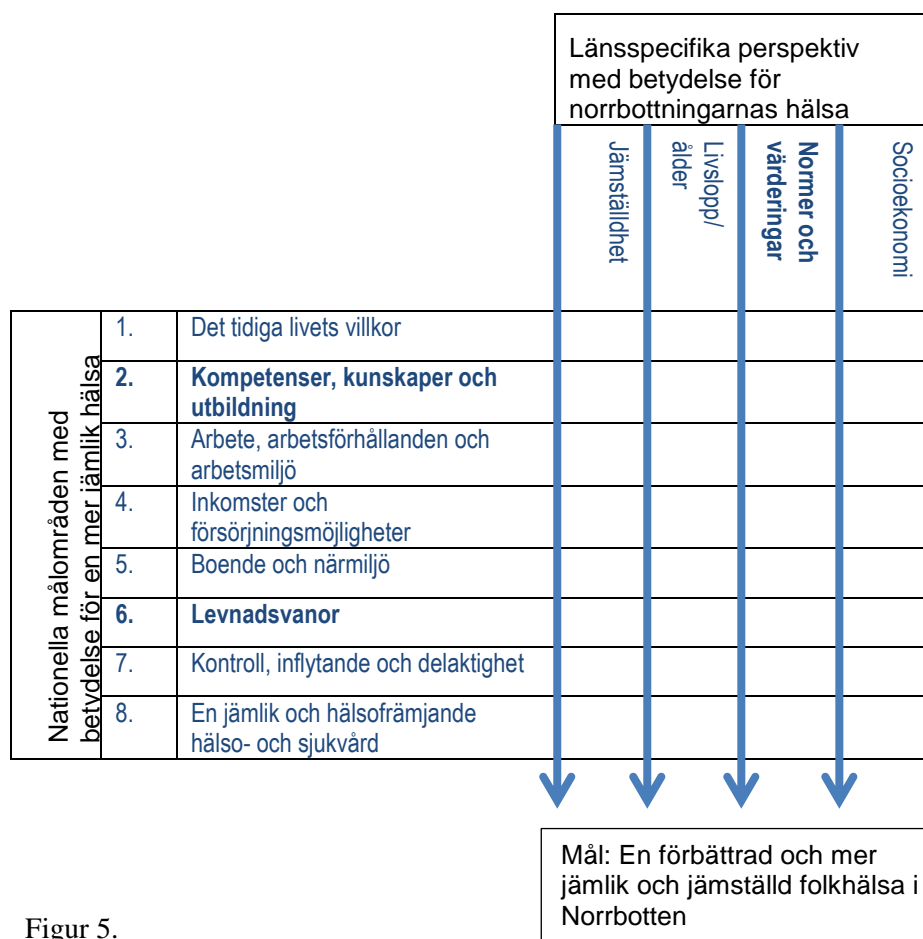 Länsspecifika perspektiv
med betydelse för
norrbottningarnas hälsa
Jämställdhet
Livslopp/
ålder
Normer och
värderingar
Socioekonomi
Nationella målområden med
betydelse för en mer jämlik hälsa
1. Det tidiga livets villkor
2. Kompetenser, kunskaper och
utbildning
3. Arbete, arbetsförhållanden och
arbetsmiljö
4. Inkomster och
försörjningsmöjligheter
5. Boende och närmiljö
6. Levnadsvanor
7. Kontroll, inflytande och delaktighet
8. En jämlik och hälsofrämjande
hälso- och sjukvård
Mål: En förbättrad och mer
jämlik och jämställd folkhälsa i
Norrbotten
Figur 5.